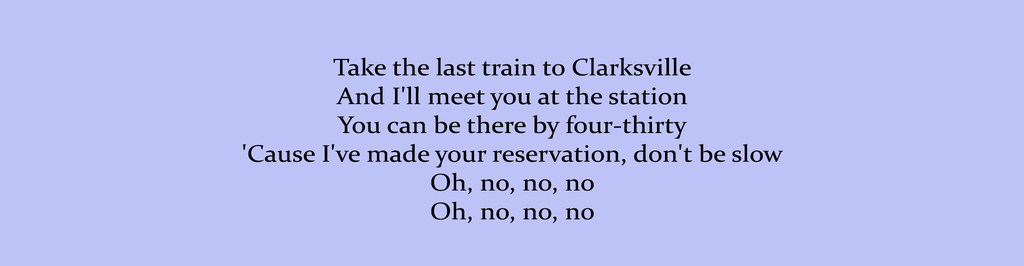 Take the last train to Clarksville
And I'll meet you at the station
You can be there by four-thirty
'Cause I've made your reservation, don't be slow
Oh, no, no, no
Oh, no, no, no